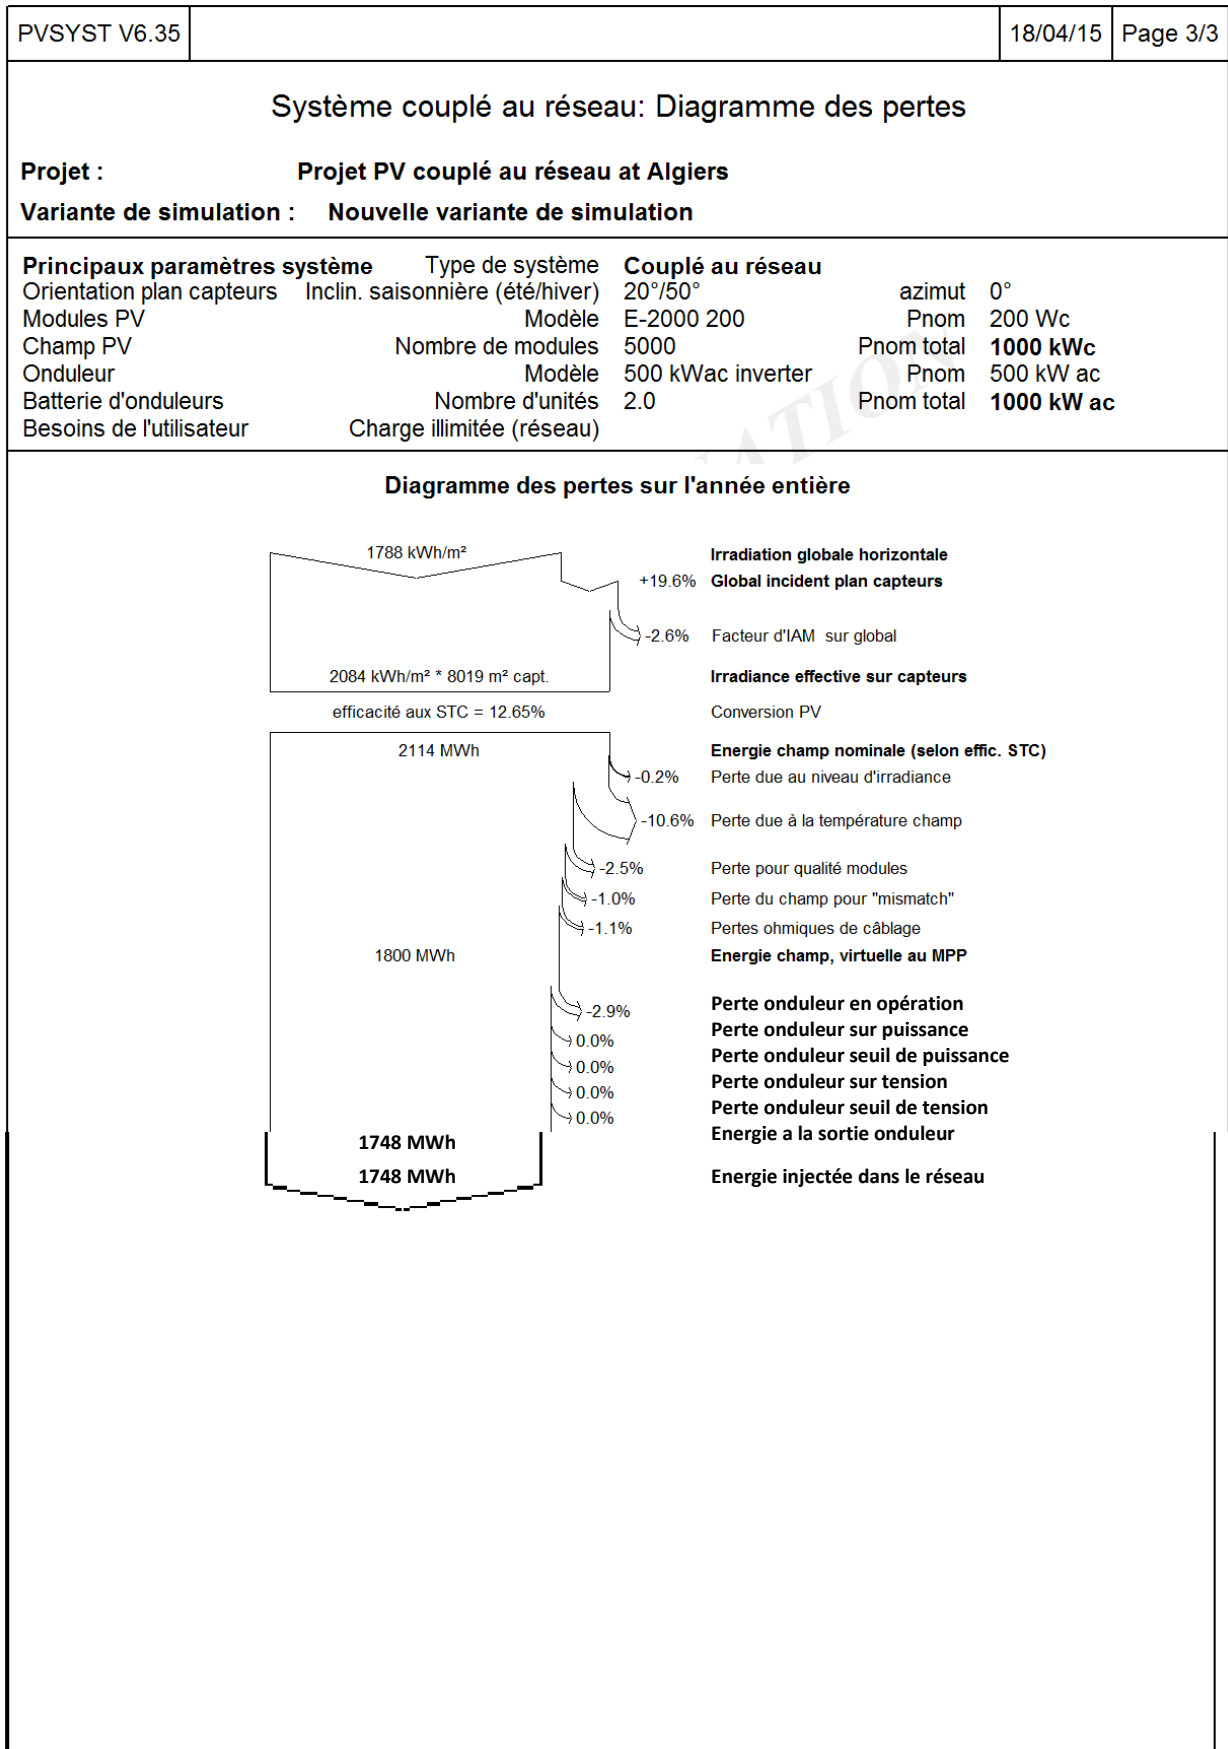 PVSYST V6.35 18/04/15 Page 3/3
Système couplé au réseau: Diagramme des pertes
Projet : Projet PV couplé au réseau at Algiers
Variante de simulation : Nouvelle variante de simulation
Principaux paramètres système Type de système Couplé au réseau
Orientation plan capteurs Inclin. saisonnière (été/hiver) 20°/50° azimut 0°
Modules PV Modèle E-2000 200 Pnom 200 Wc
Champ PV Nombre de modules 5000 Pnom total 1000 kWc
Onduleur Modèle 500 kWac inverter Pnom 500 kW ac
Batterie d'onduleurs Nombre d'unités 2.0 Pnom total 1000 kW ac
Besoins de l'utilisateur Charge illimitée (réseau)
Diagramme des pertes sur l'année entière
1788 kWh/m² Irradiation globale horizontale
+19.6% Global incident plan capteurs
-2.6% Facteur d'IAM sur global
2084 kWh/m² * 8019 m² capt. Irradiance effective sur capteurs
efficacité aux STC = 12.65% Conversion PV
2114 MWh Energie champ nominale (selon effic. STC)
-0.2% Perte due au niveau d'irradiance
-10.6% Perte due à la température champ
-2.5% Perte pour qualité modules
-1.0% Perte du champ pour "mismatch"
-1.1% Pertes ohmiques de câblage
1800 MWh Energie champ, virtuelle au MPP
-2.9% Perte onduleur en opération
0.0% Perte onduleur sur puissance
0.0% Perte onduleur seuil de puissance
0.0% Perte onduleur sur tension
0.0% Perte onduleur seuil de tension
1748 MWh Energie a la sortie onduleur
1748 MWh Energie injectée dans le réseau